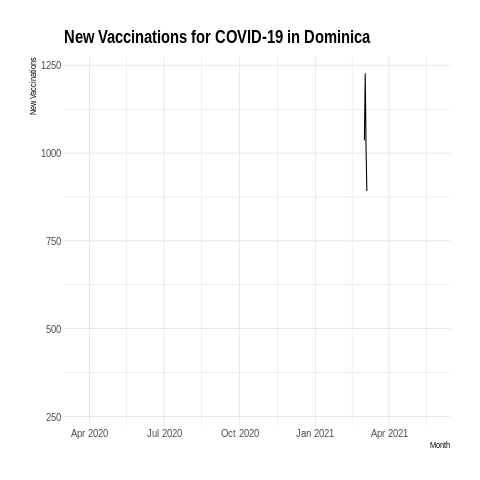 New Vaccinations for COVID-19 in Dominica
New Vaccinations
1250
1000
750
500
250
Apr 2020 Jul 2020 Oct 2020 Jan 2021 Apr 2021
Month